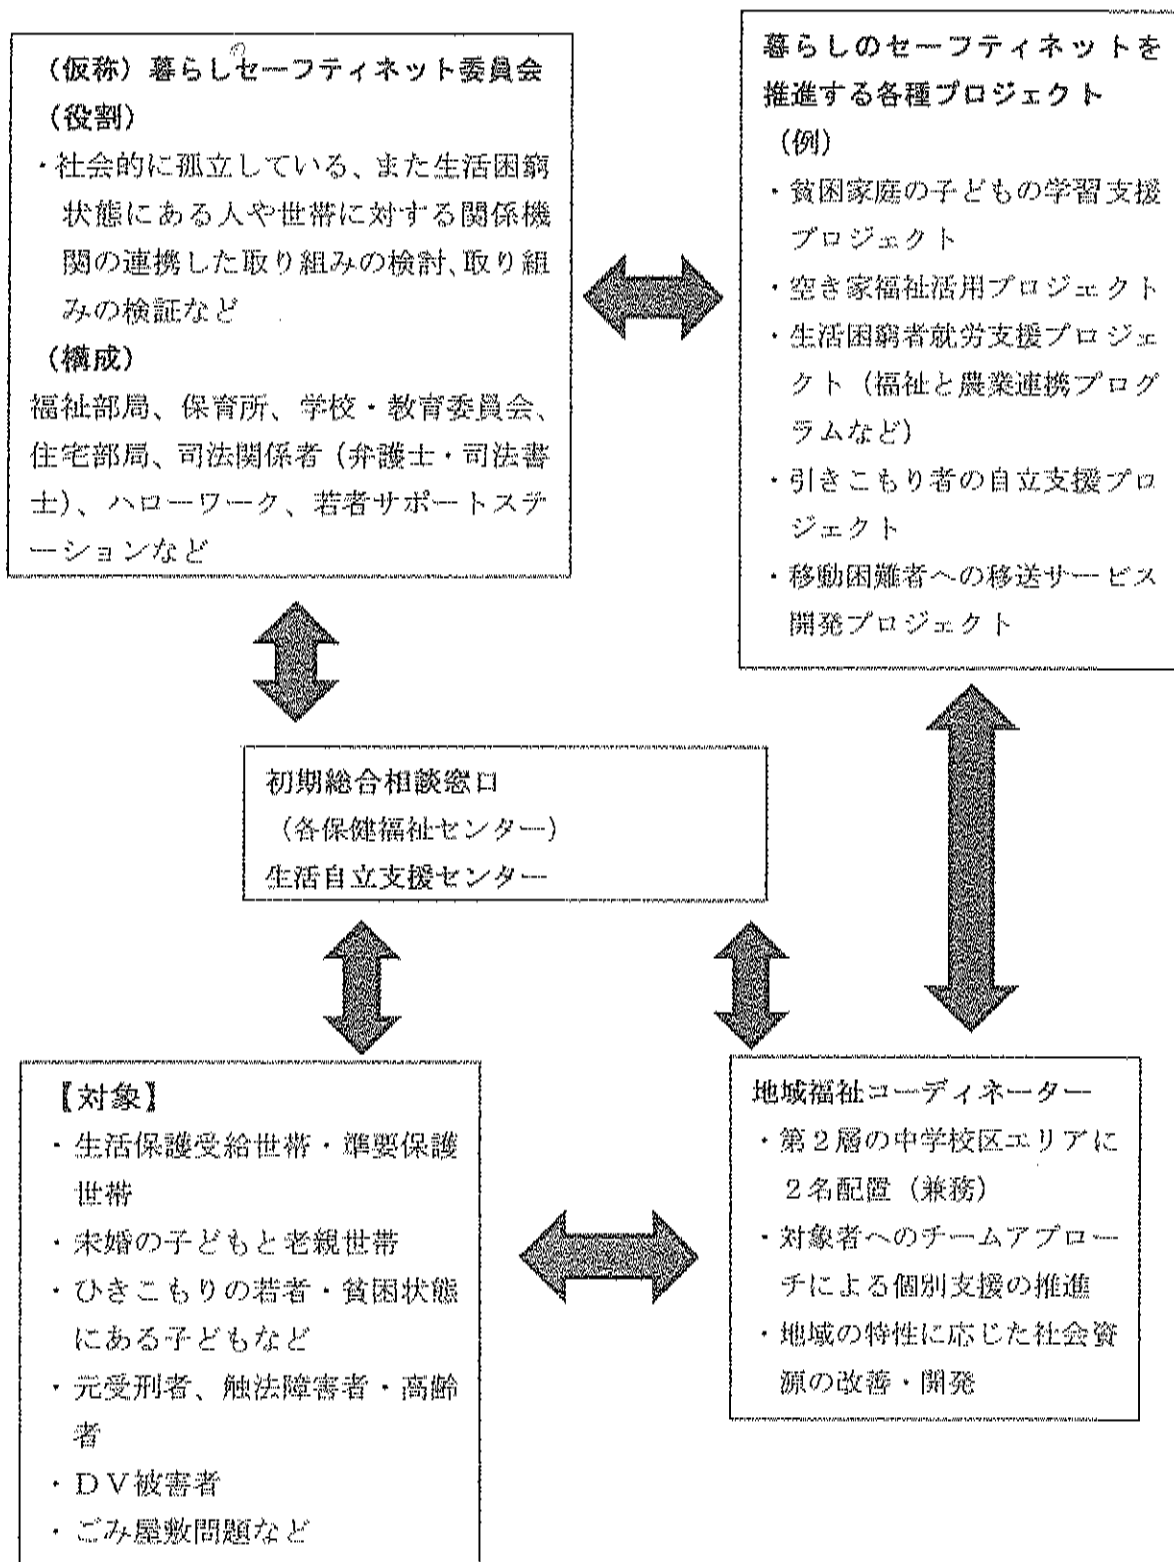 （仮称）暮らしセーフティネット委員会
の
（役割）
・社会的に孤立している、また生活困窮
状態にある人や世帯に対する関係機
関の連携した取り組みの検討、取り組
みの検証など
（構成）
福祉部局、保育所、学校・教育委員会、
住宅部局、司法関係者（弁護士・司法書
士）、ハローワーク、若者サポートステ
ーションなど
暮らしのセーフティネットを
推進する各種プロジェクト
（例）
・貧困家庭の子どもの学習支援
プロジェクト
・空き家福祉活用プロジェクト
・生活困窮者就労支援プロジェ
クト（福祉と農業連携プログ
ラムなど）
・引きこもり者の自立支援プロ
ジェクト
・移動困難者への移送サービス
開発プロジェクト
初期総合相談窓口
（各保健福祉センター）
生活自立支援センター
【対象】
・生活保護受給世帯・準要保護
世帯
・未婚の子どもと老親世帯
・ひきこもりの若者・貧困状態
にある子どもなど
・元受刑者、触法障害者・高齢
者
・ＤＶ被害者
・ごみ屋敷問題など
地域福祉コーディネーター
・第２層の中学校区エリアに
２名配置（兼務）
・対象者へのチームアプロー
チによる個別支援の推進
・地域の特性に応じた社会資
源の改善・開発